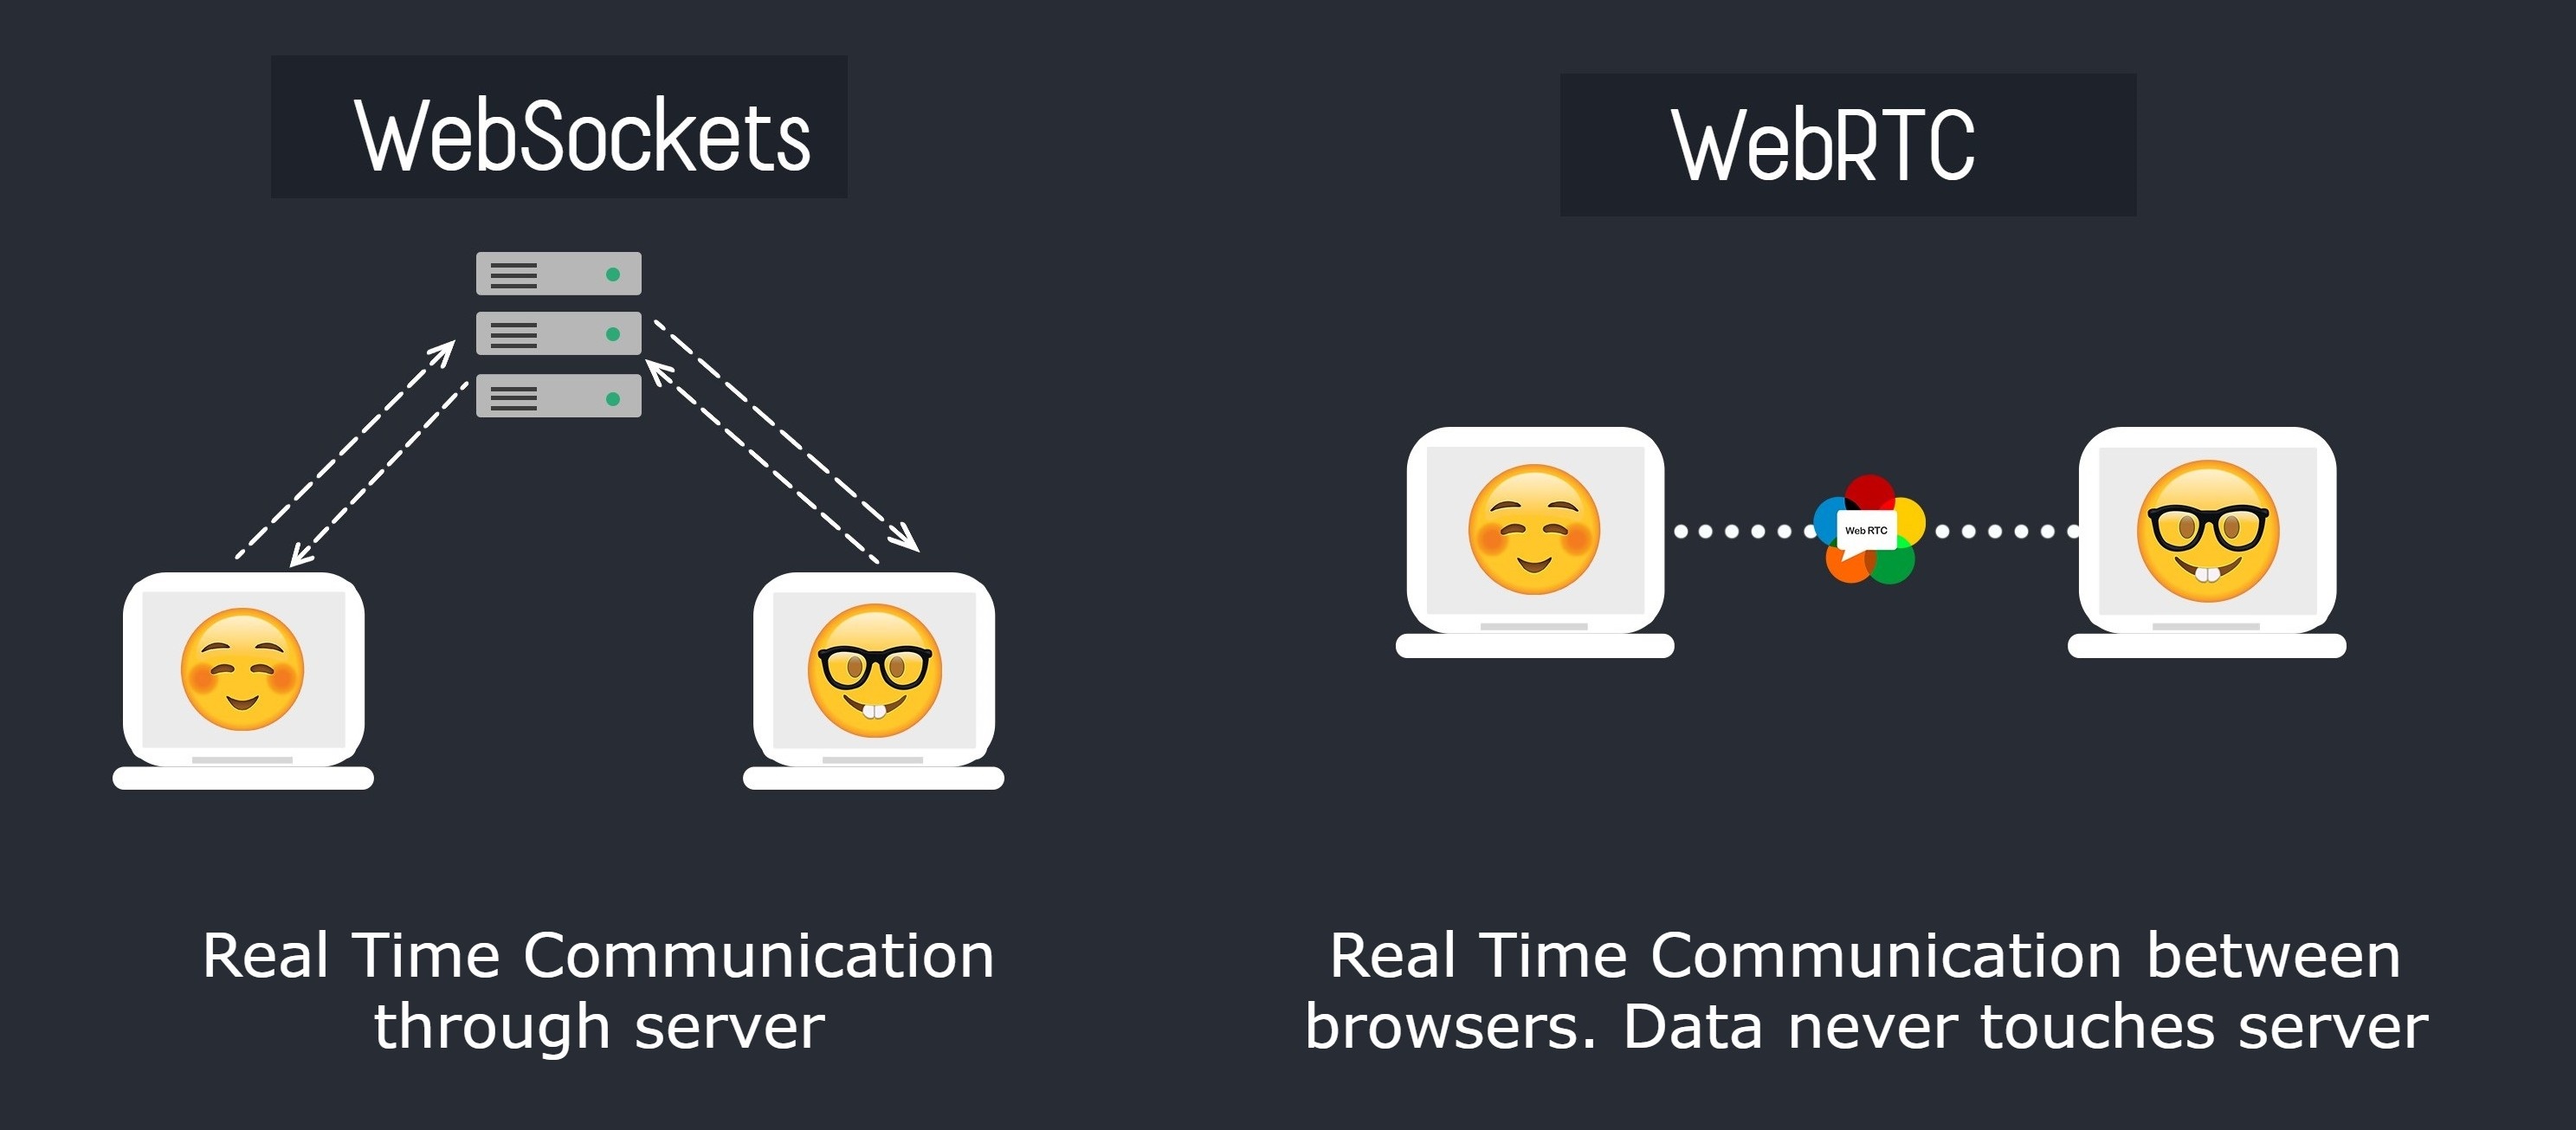 WebSockets
Real Time Communication
through server
WebRTC
Web RTC
Real Time Communication between
browsers. Data never touches server